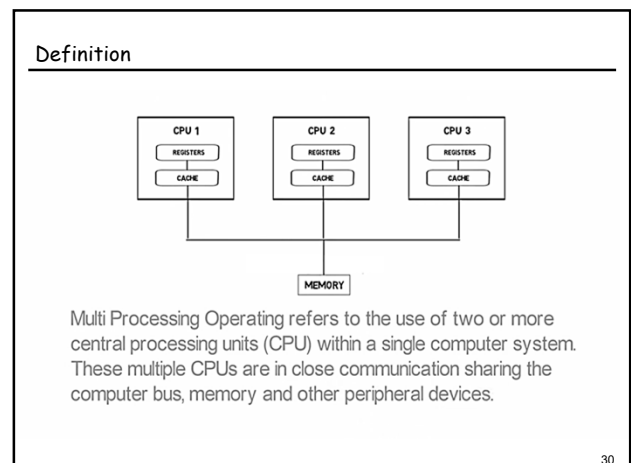 Definition
CPU 1
CPU 2
CPU 3
REGISTERS
REGISTERS
REGISTERS
CACHE
CACHE
CACHE
MEMORY
Multi Processing Operating refers to the use of two or more
central processing units (CPU) within a single computer system.
These multiple CPUs are in close communication sharing the
computer bus, memory and other peripheral devices.
30